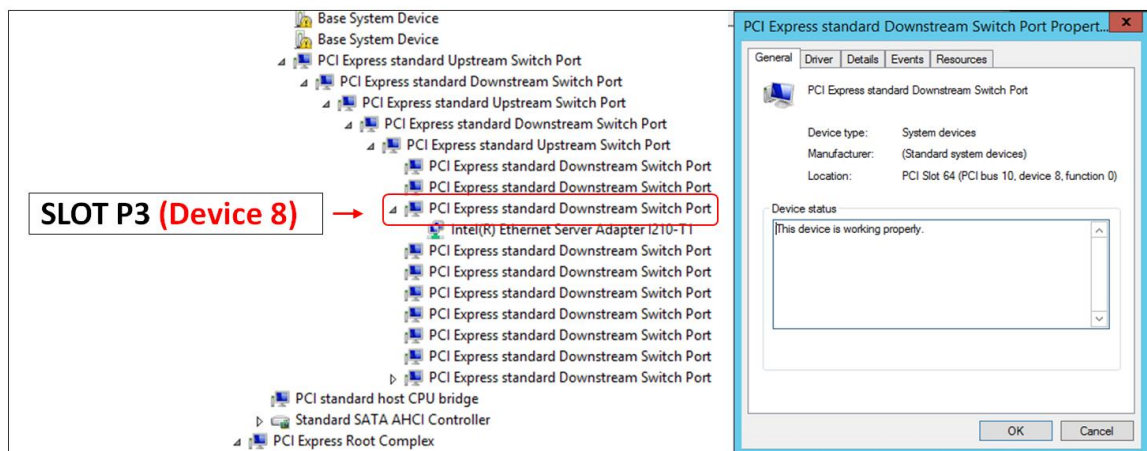 Base System Device
Base System Device
PCI Express standard Upstream Switch Port
PCI Express standard Downstream Switch Port
PCI Express standard Upstream Switch Port
PCI Express standard Downstream Switch Port
PCI Express standard Upstream Switch Port
PCI Express standard Downstream Switch Port
PCI Express standard Downstream Switch Port
SLOT P3 (Device 8)
PCI Express standard Downstream Switch Port
Intel(R) Ethernet Server Adapter I210-T1
PCI Express standard Downstream Switch Port
PCI Express standard Downstream Switch Port
PCI Express standard Downstream Switch Port
PCI Express standard Downstream Switch Port
PCI Express standard Downstream Switch Port
PCI Express standard Downstream Switch Port
PCI Express standard Downstream Switch Port
PCI standard host CPU bridge
Standard SATA AHCI Controller
PCI Express Root Complex
PCI Express standard Downstream Switch Port Propert...
x
General Driver Details Events Resources
PCI Express standard Downstream Switch Port
Device type: System devices
Manufacturer: (Standard system devices)
Location: PCI Slot 64 (PCI bus 10, device 8, function 0)
Device status
This device is working properly.
OK Cancel